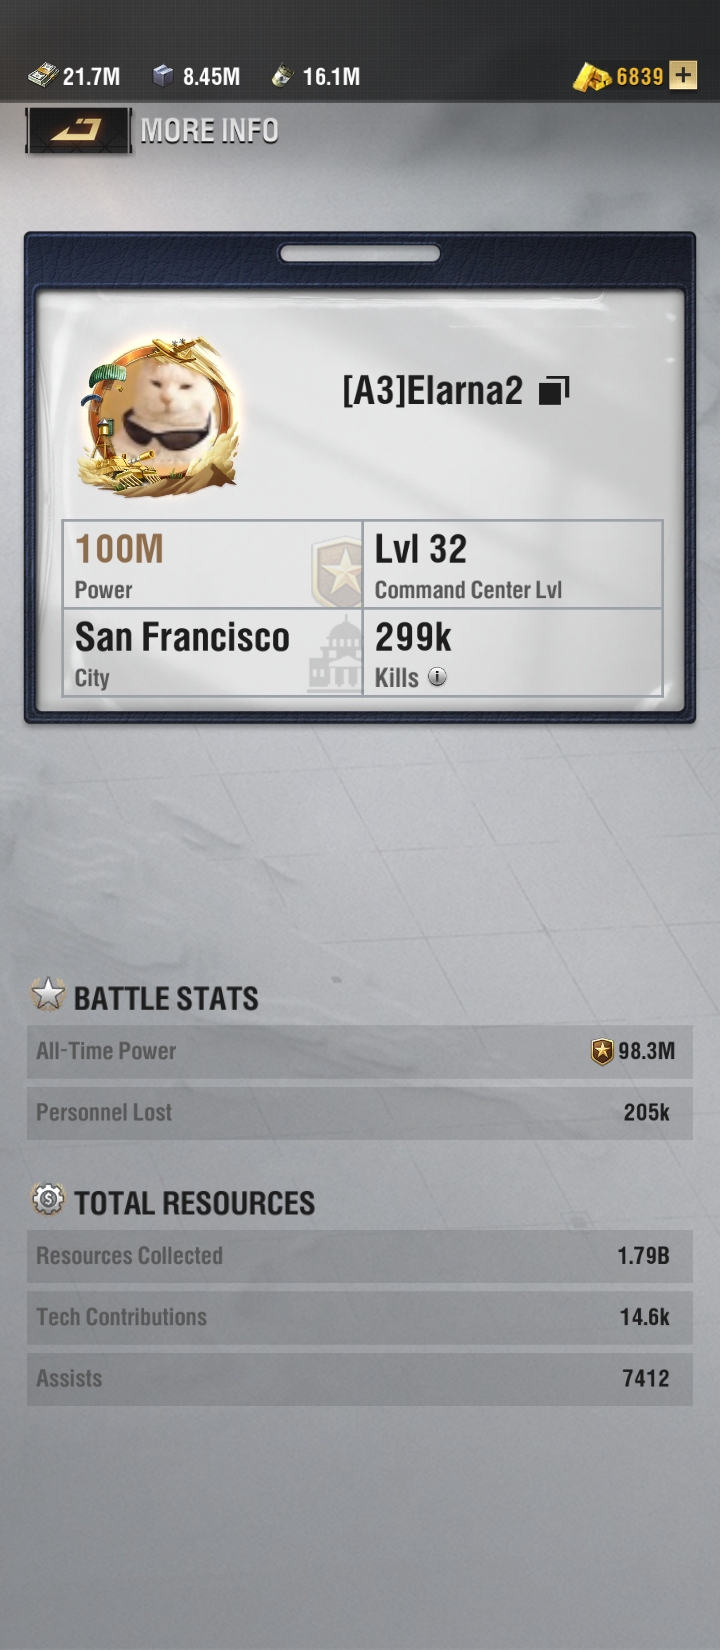 21.7M 8.45M 16.1M 6839 +
MORE INFO
[A3]Elarna2
100M
Power
Lvl 32
Command Center Lvl
San Francisco
City
299k
Kills i
BATTLE STATS
All-Time Power 98.3M
Personnel Lost 205k
TOTAL RESOURCES
Resources Collected 1.79B
Tech Contributions 14.6k
Assists 7412